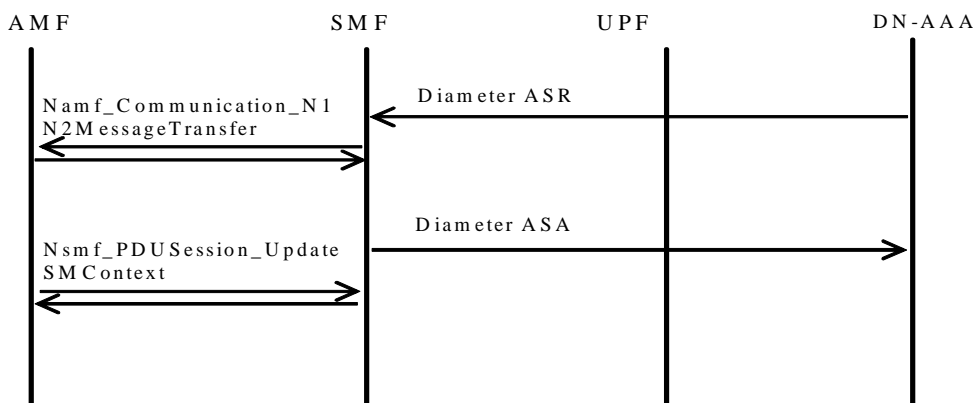 AMF
SMF
UPF
DN-AAA
Diameter ASR
Namf_Communication_N1
N2MessageTransfer
Diameter ASA
Nsmf_PDUSession_Update
SMContext